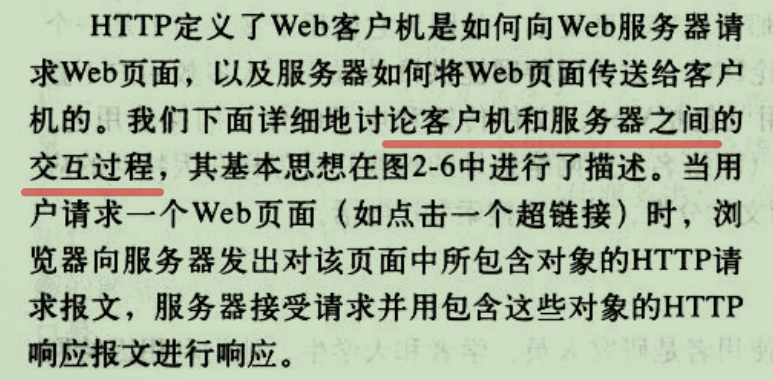 HTTP定义了Web客户机是如何向Web服务器请
求Web页面，以及服务器如何将Web页面传送给客户
机的。我们下面详细地讨论客户机和服务器之间的
交互过程，其基本思想在图2-6中进行了描述。当用
户请求一个Web页面（如点击一个超链接）时，浏
览器向服务器发出对该页面中所包含对象的HTTP请
求报文，服务器接受请求并用包含这些对象的HTTP
响应报文进行响应。